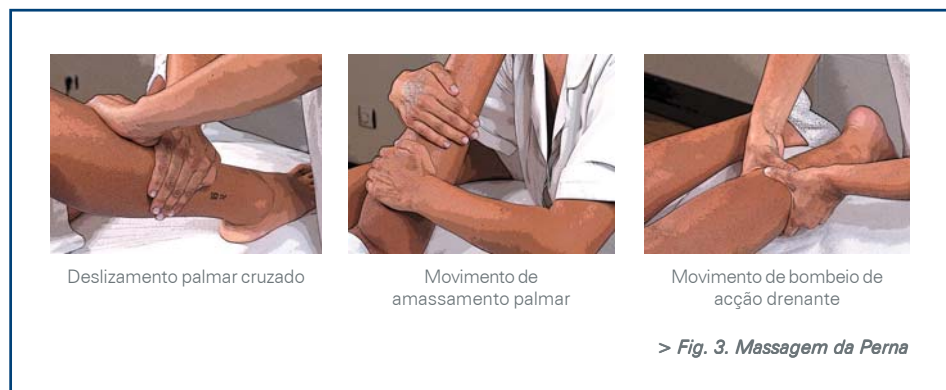 Deslizamento palmar cruzado
Movimento de
amassamento palmar
Movimento de bombeio de
acção drenante
> Fig. 3. Massagem da Perna